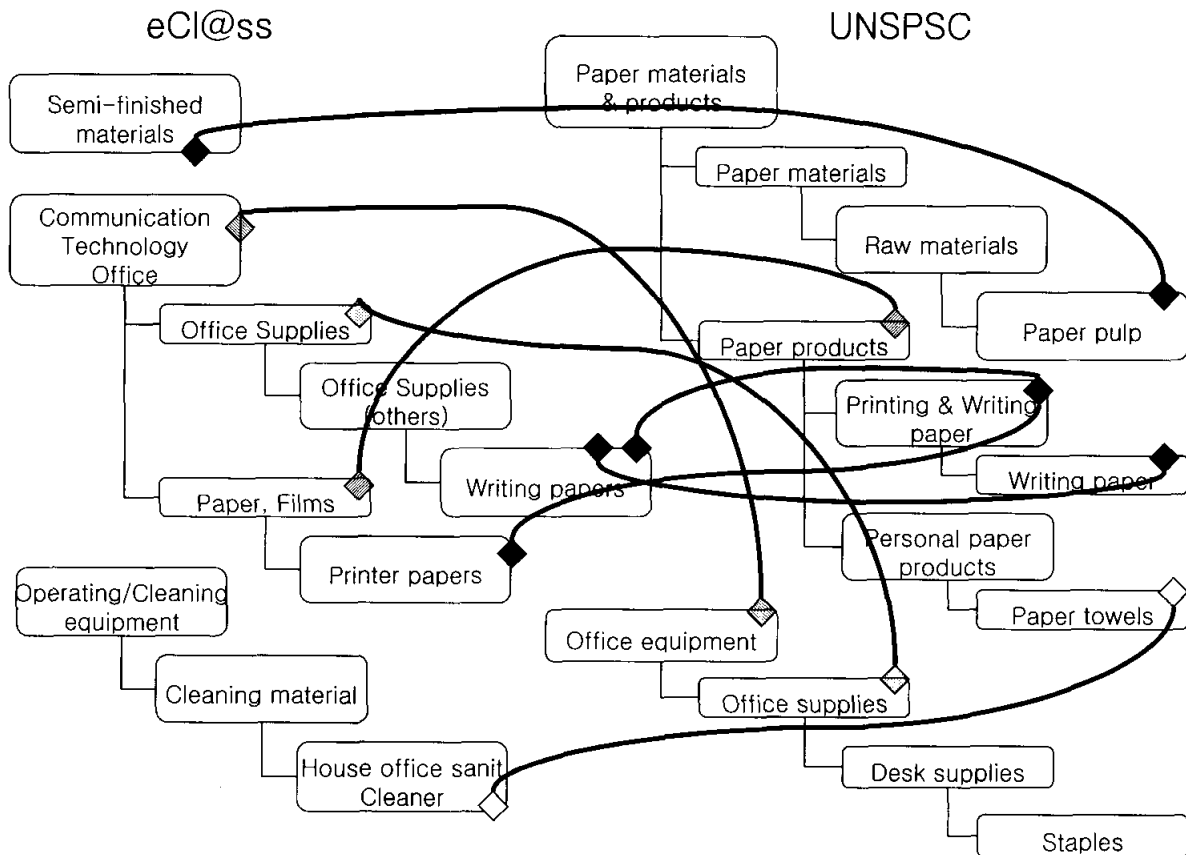 eCl@ss
UNSPSC
Semi-finished
materials
Communication
Technology
Office
Office Supplies
Office Supplies
(others)
Writing papers
Paper, Films
Printer papers
Operating/Cleaning
equipment
Cleaning material
House office sanit
Cleaner
Paper materials
& products
Paper materials
Raw materials
Paper pulp
Paper products
Printing & Writing
paper
Writing paper
Personal paper
products
Paper towels
Office equipment
Office supplies
Desk supplies
Staples